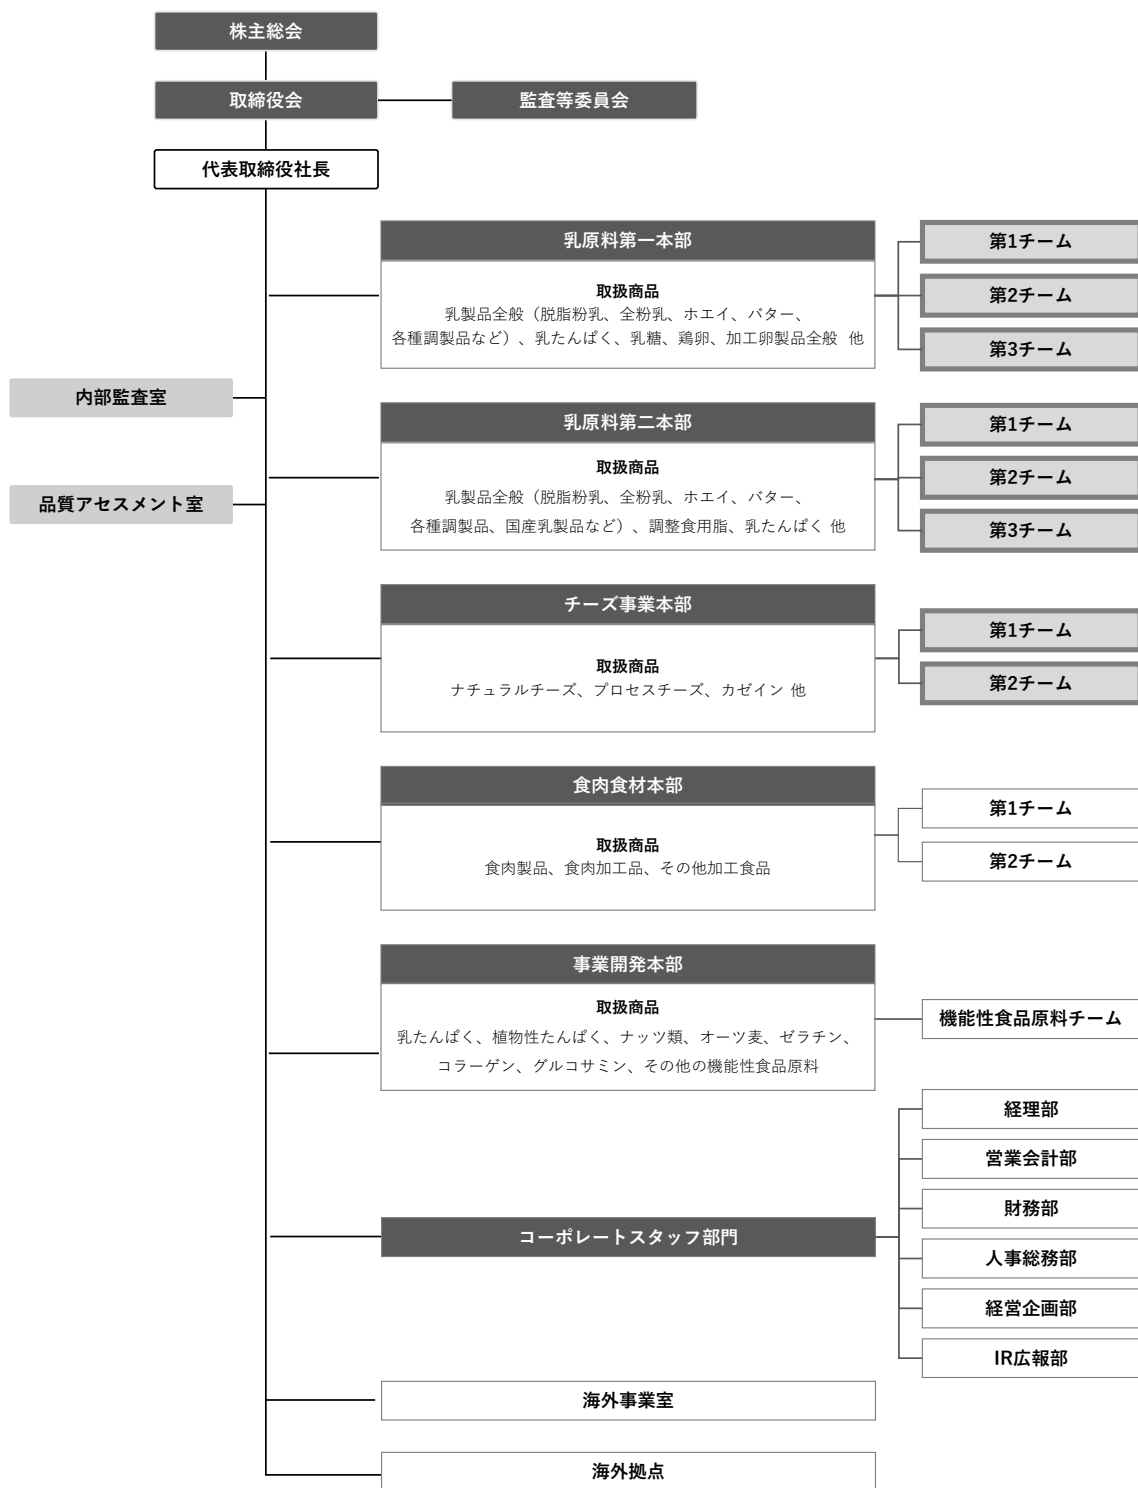 株主総会
取締役会
監査等委員会
代表取締役社長
内部監査室
品質アセスメント室
乳原料第一本部
取扱商品
乳製品全般（脱脂粉乳、全粉乳、ホエイ、バター、
各種調製品など）、乳たんぱく、乳糖、鶏卵、加工卵製品全般 他
第1チーム
第2チーム
第3チーム
乳原料第二本部
取扱商品
乳製品全般（脱脂粉乳、全粉乳、ホエイ、バター、
各種調製品、国産乳製品など）、調整食用脂、乳たんぱく 他
第1チーム
第2チーム
第3チーム
チーズ事業本部
取扱商品
ナチュラルチーズ、プロセスチーズ、カゼイン 他
第1チーム
第2チーム
食肉食材本部
取扱商品
食肉製品、食肉加工品、その他加工食品
第1チーム
第2チーム
事業開発本部
取扱商品
乳たんぱく、植物性たんぱく、ナッツ類、オーツ麦、ゼラチン、
コラーゲン、グルコサミン、その他の機能性食品原料
機能性食品原料チーム
コーポレートスタッフ部門
経理部
営業会計部
財務部
人事総務部
経営企画部
IR広報部
海外事業室
海外拠点